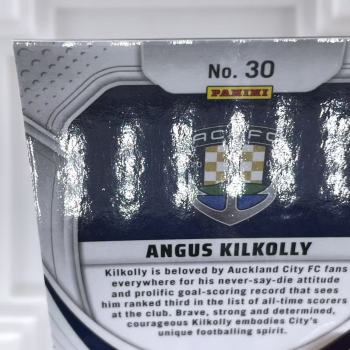 No. 30
PANINI
ACFC
ANGUS KILKOLLY
Kilkolly is beloved by Auckland City FC fans
everywhere for his never-say-die attitude
and prolific goal-scoring record that sees
him ranked third in the list of all-time scorers
at the club. Brave, strong and determined,
courageous Kilkolly embodies City's
unique footballing spirit.